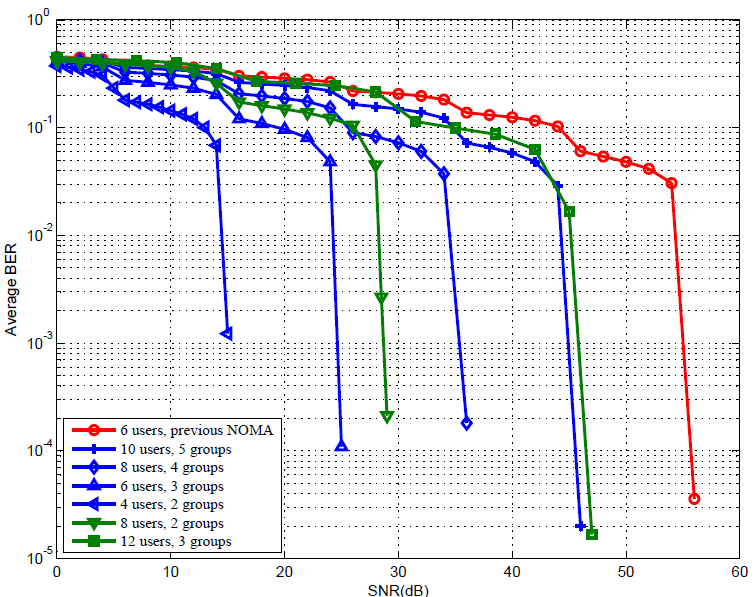 10^0
10^-1
10^-2
10^-3
10^-4
10^-5
Average BER
6 users, previous NOMA
10 users, 5 groups
8 users, 4 groups
6 users, 3 groups
4 users, 2 groups
8 users, 2 groups
12 users, 3 groups
0 10 20 30 40 50 60
SNR(dB)